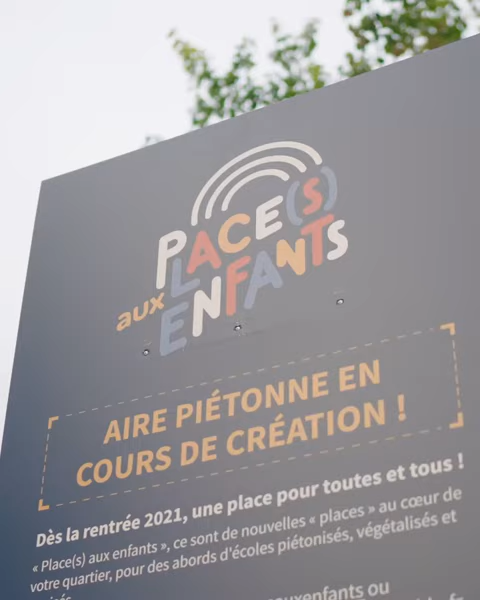 PLACE(S)
aux ENFANTS
AIRE PIÉTONNE EN
COURS DE CRÉATION !
Dès la rentrée 2021, une place pour toutes et tous !
« Place(s) aux enfants », ce sont de nouvelles « places » au cœur de
votre quartier, pour des abords d'écoles piétonisés, végétalisés et
ou